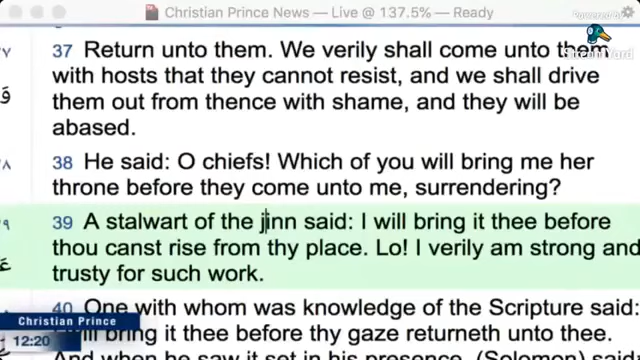 Christian Prince News — Live @ 137.5% — Ready
Powered by
StreamYard
37 Return unto them. We verily shall come unto them
with hosts that they cannot resist, and we shall drive
them out from thence with shame, and they will be
abased.
38 He said: O chiefs! Which of you will bring me her
throne before they come unto me, surrendering?
39 A stalwart of the jinn said: I will bring it thee before
thou canst rise from thy place. Lo! I verily am strong and
trusty for such work.
40 One with whom was knowledge of the Scripture said:
I will bring it thee before thy gaze returneth unto thee.
And when he saw it set in his presence, (Solomon) said
Christian Prince
12:20